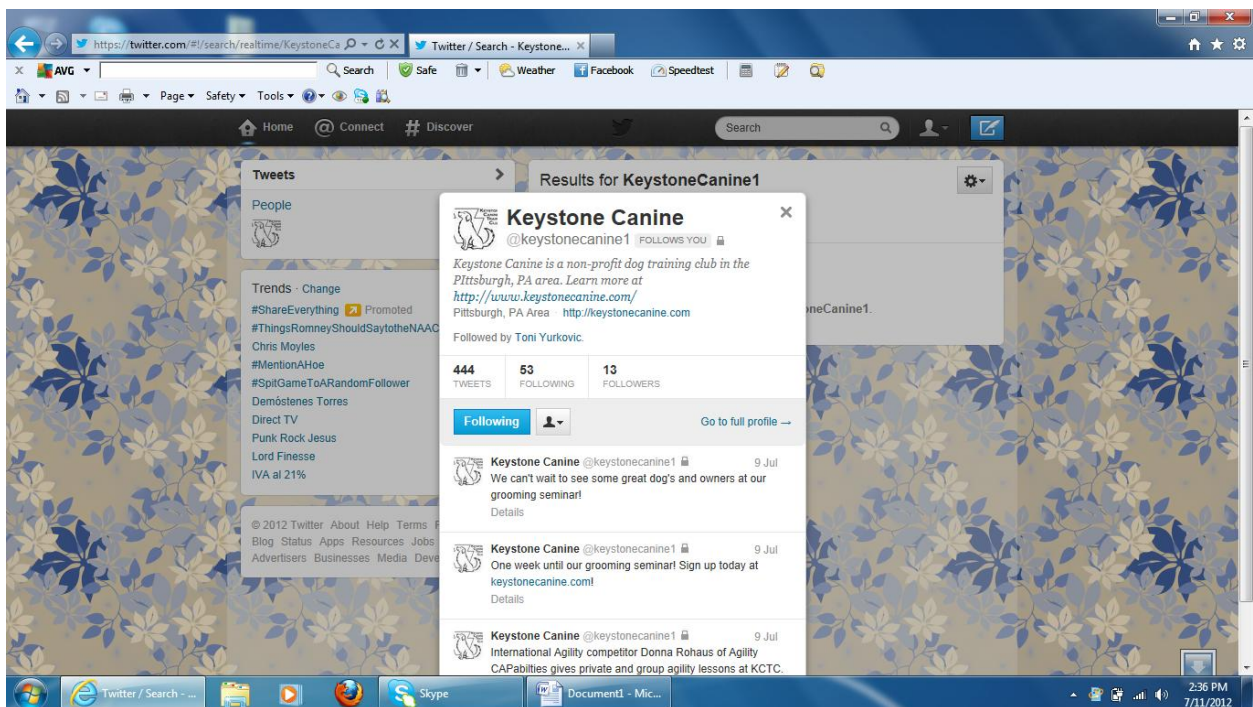 https://twitter.com/#!/search/realtime/KeystoneCa
Twitter / Search - Keystone...
AVG
Search
Safe
Weather
Facebook
Speedtest
Page
Safety
Tools
Home
Connect
Discover
Search
Tweets
People
Trends · Change
#ShareEverything Promoted
#ThingsRomneyShouldSaytotheNAAC
Chris Moyles
#MentionAHoe
#SpitGameToARandomFollower
Demóstenes Torres
Direct TV
Punk Rock Jesus
Lord Finesse
IVA al 21%
© 2012 Twitter About Help Terms
Blog Status Apps Resources Jobs
Advertisers Businesses Media Deve
Results for KeystoneCanine1
oneCanine1.
Keystone Canine
@keystonecanine1 FOLLOWS YOU
Keystone Canine is a non-profit dog training club in the
PIttsburgh, PA area. Learn more at
http://www.keystonecanine.com/
Pittsburgh, PA Area · http://keystonecanine.com
Followed by Toni Yurkovic.
444
TWEETS
53
FOLLOWING
13
FOLLOWERS
Following
Go to full profile →
Keystone Canine @keystonecanine1 9 Jul
We can't wait to see some great dog's and owners at our
grooming seminar!
Details
Keystone Canine @keystonecanine1 9 Jul
One week until our grooming seminar! Sign up today at
keystonecanine.com!
Details
Keystone Canine @keystonecanine1 9 Jul
International Agility competitor Donna Rohaus of Agility
CAPabilties gives private and group agility lessons at KCTC.
Twitter / Search - ...
Skype
Document1 - Mic...
2:36 PM
7/11/2012